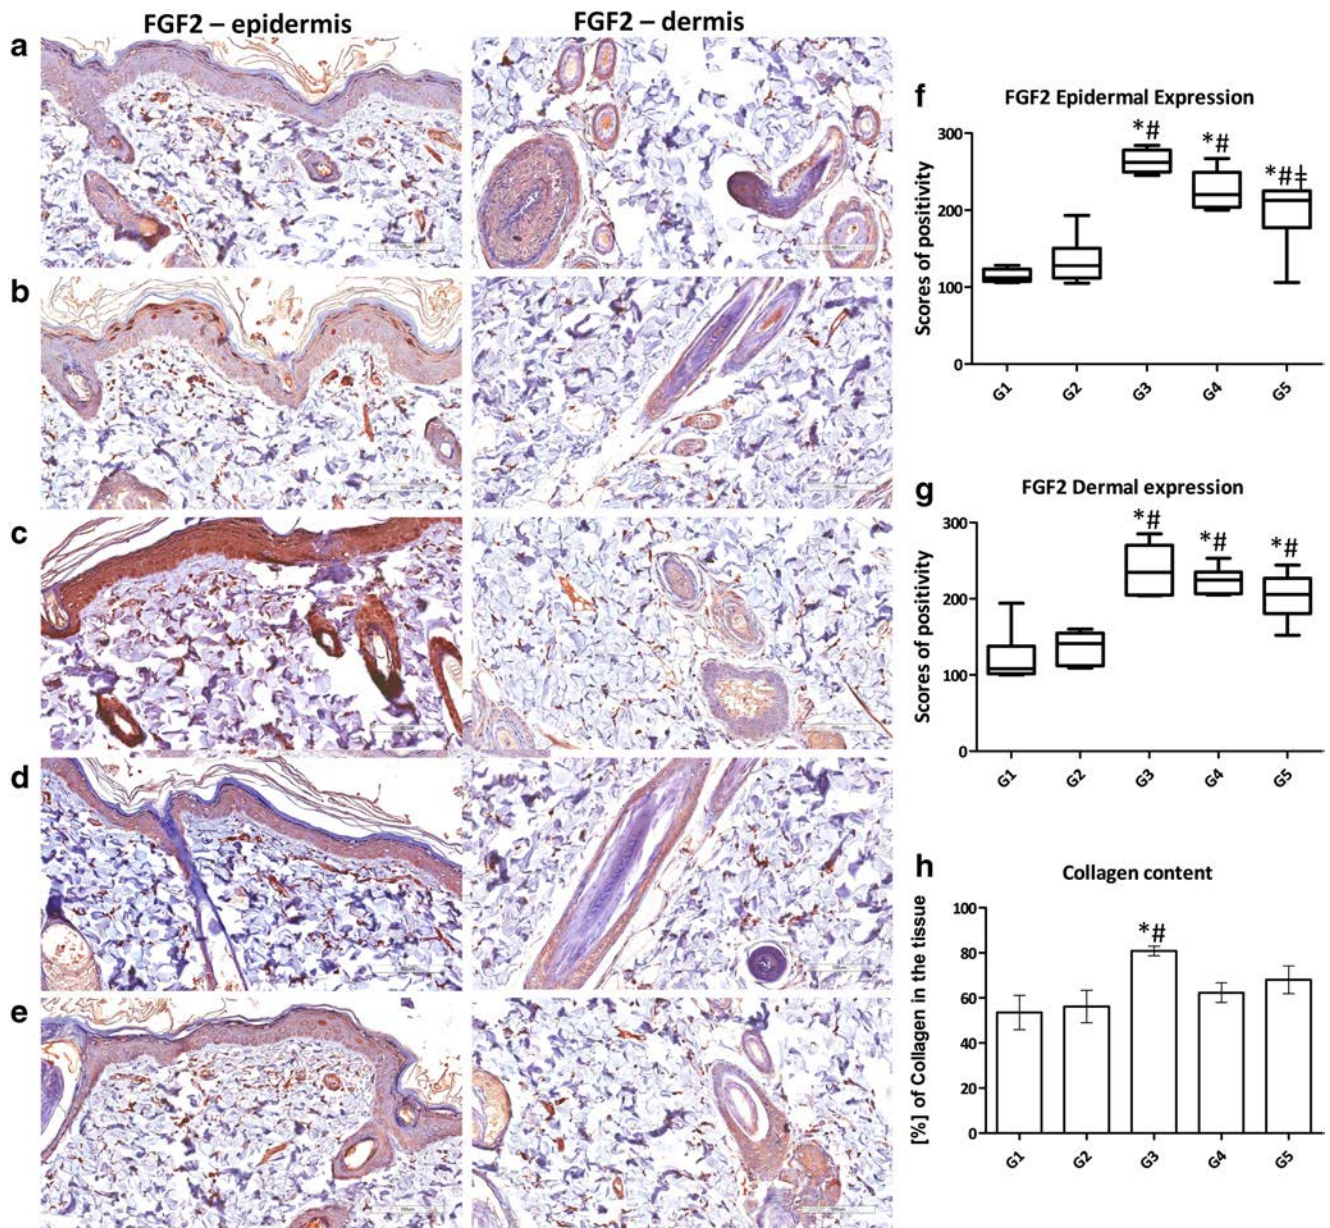 FGF2 – epidermis
FGF2 – dermis
a
b
c
d
e
f
FGF2 Epidermal Expression
Scores of positivity
300
200
100
0
*#
*#
*#ǂ
G1
G2
G3
G4
G5
g
FGF2 Dermal expression
Scores of positivity
300
200
100
0
*#
*#
*#
G1
G2
G3
G4
G5
h
Collagen content
[%] of Collagen in the tissue
100
80
60
40
20
0
*#
G1
G2
G3
G4
G5